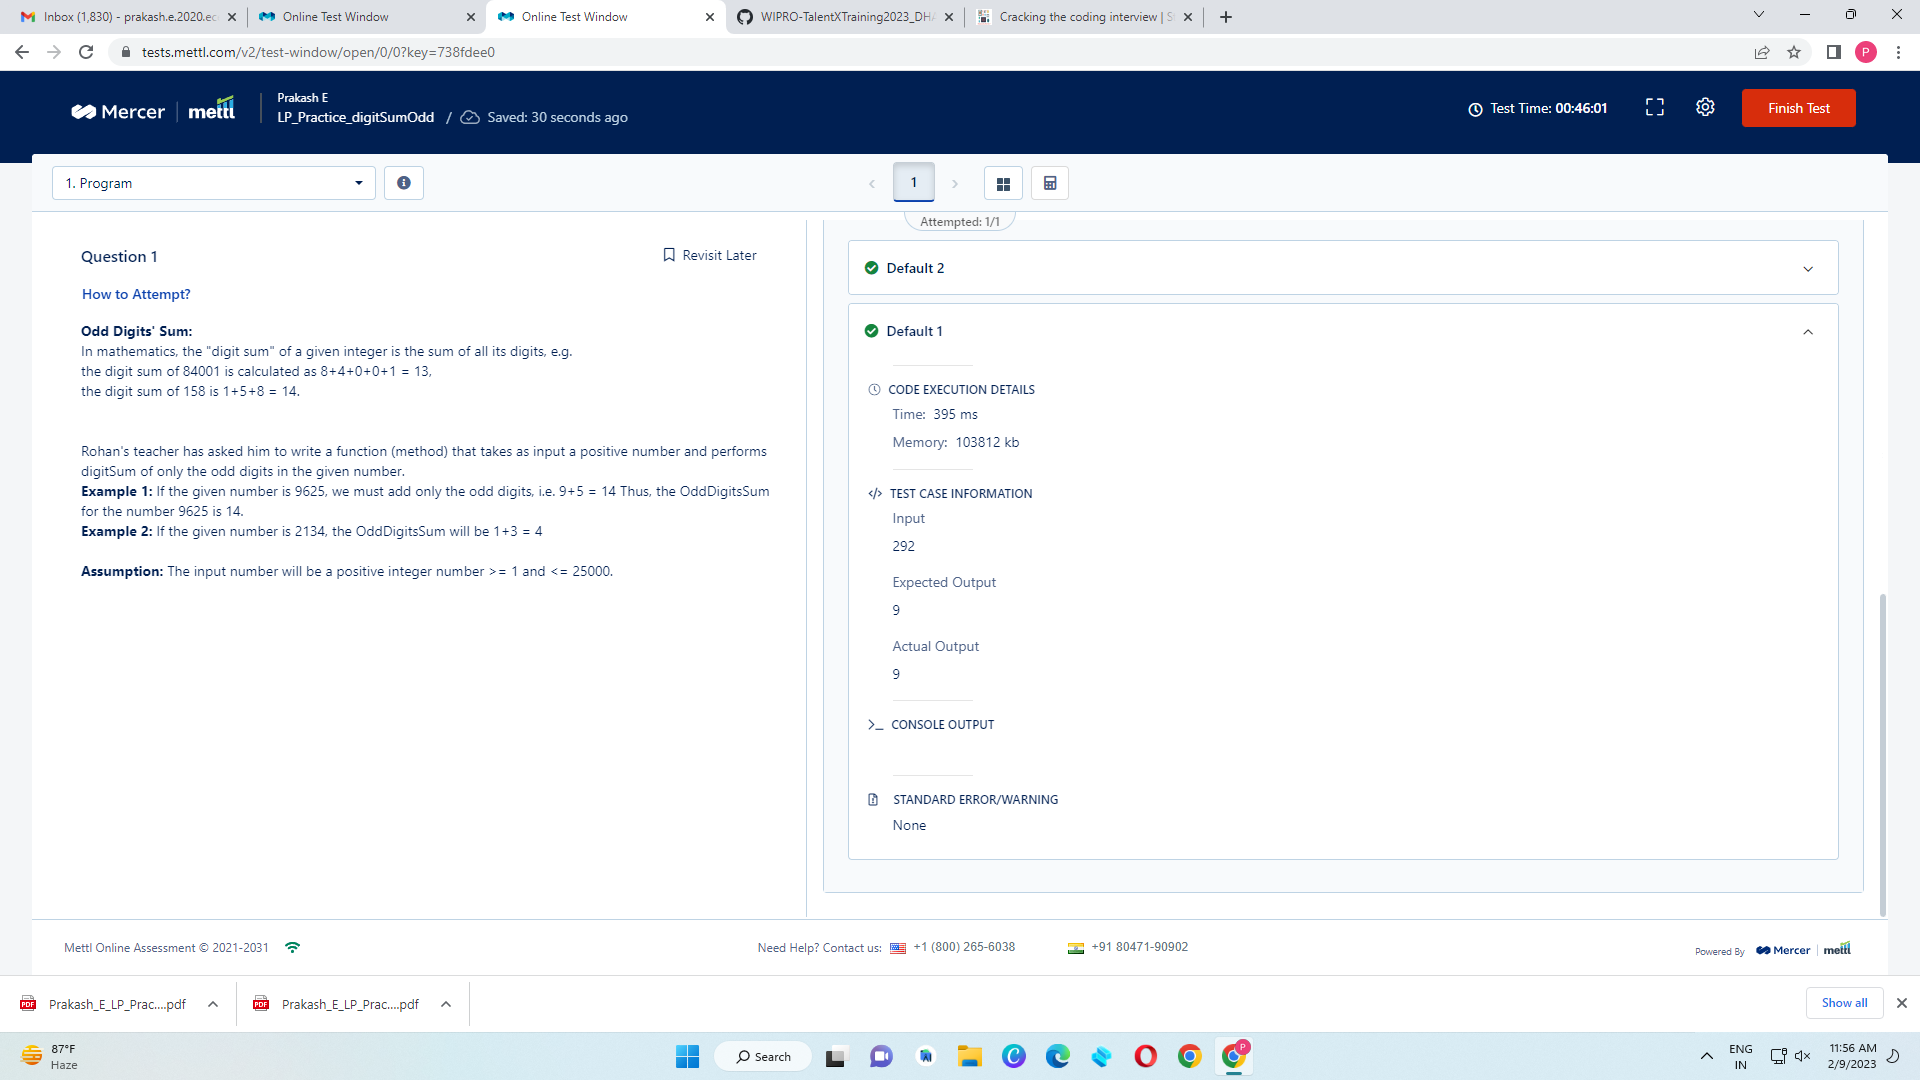 Inbox (1,830) - prakash.e.2020.ec
Online Test Window
Online Test Window
WIPRO-TalentXTraining2023_DHA
Cracking the coding interview | S
tests.mettl.com/v2/test-window/open/0/0?key=738fdee0
P
Mercer | mettl
Prakash E
LP_Practice_digitSumOdd / Saved: 30 seconds ago
Test Time: 00:46:01
Finish Test
1. Program
1
Attempted: 1/1
Question 1
Revisit Later
How to Attempt?
Odd Digits' Sum:
In mathematics, the "digit sum" of a given integer is the sum of all its digits, e.g.
the digit sum of 84001 is calculated as 8+4+0+0+1 = 13,
the digit sum of 158 is 1+5+8 = 14.
Rohan's teacher has asked him to write a function (method) that takes as input a positive number and performs
digitSum of only the odd digits in the given number.
Example 1: If the given number is 9625, we must add only the odd digits, i.e. 9+5 = 14 Thus, the OddDigitsSum
for the number 9625 is 14.
Example 2: If the given number is 2134, the OddDigitsSum will be 1+3 = 4
Assumption: The input number will be a positive integer number >= 1 and <= 25000.
Default 2
Default 1
CODE EXECUTION DETAILS
Time: 395 ms
Memory: 103812 kb
</> TEST CASE INFORMATION
Input
292
Expected Output
9
Actual Output
9
>_ CONSOLE OUTPUT
STANDARD ERROR/WARNING
None
Mettl Online Assessment © 2021-2031
Need Help? Contact us: +1 (800) 265-6038
+91 80471-90902
Powered By Mercer | mettl
Prakash_E_LP_Prac....pdf
Prakash_E_LP_Prac....pdf
Show all
87°F
Haze
Search
P
ENG
IN
11:56 AM
2/9/2023